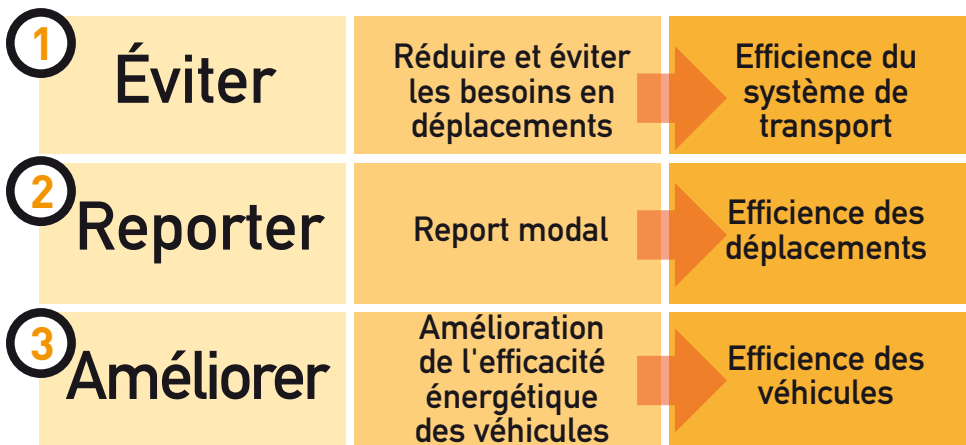 1
Éviter
Réduire et éviter
les besoins en
déplacements
Efficience du
système de
transport
2
Reporter
Report modal
Efficience des
déplacements
3
Améliorer
Amélioration
de l'efficacité
énergétique
des véhicules
Efficience des
véhicules